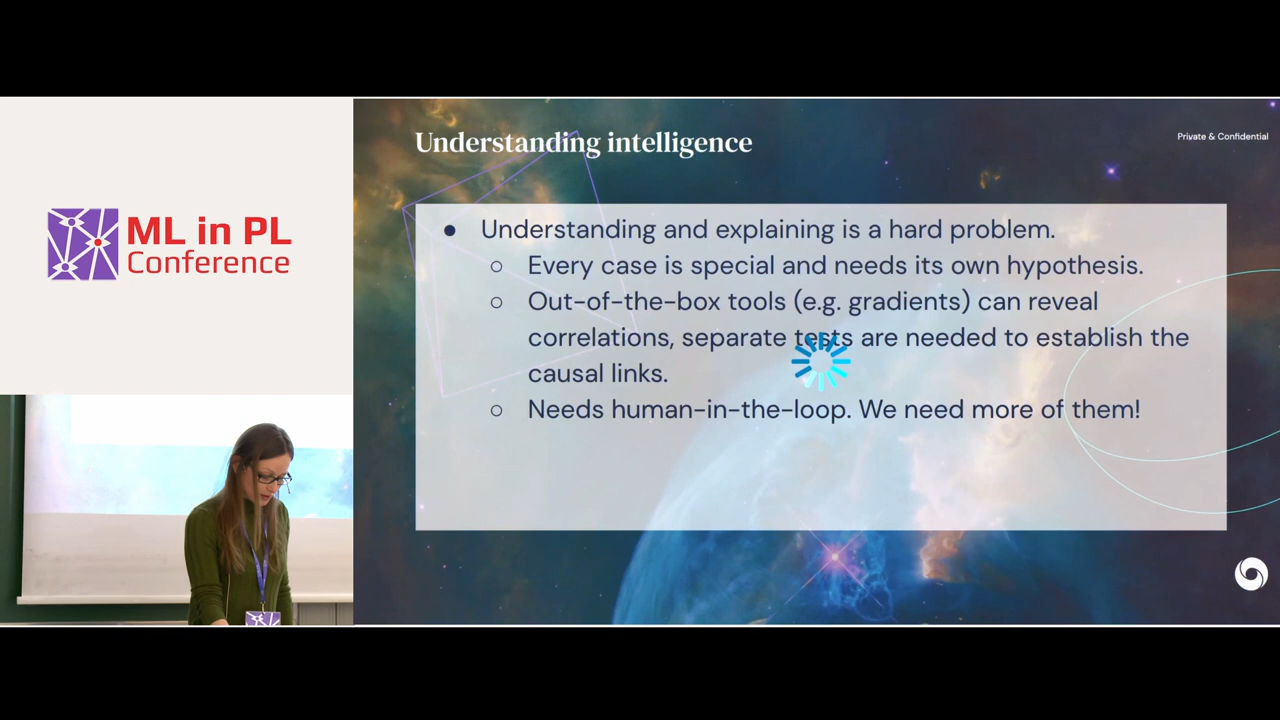 ML in PL
Conference
Understanding intelligence
Private & Confidential
● Understanding and explaining is a hard problem.
○ Every case is special and needs its own hypothesis.
○ Out-of-the-box tools (e.g. gradients) can reveal
correlations, separate tests are needed to establish the
causal links.
○ Needs human-in-the-loop. We need more of them!